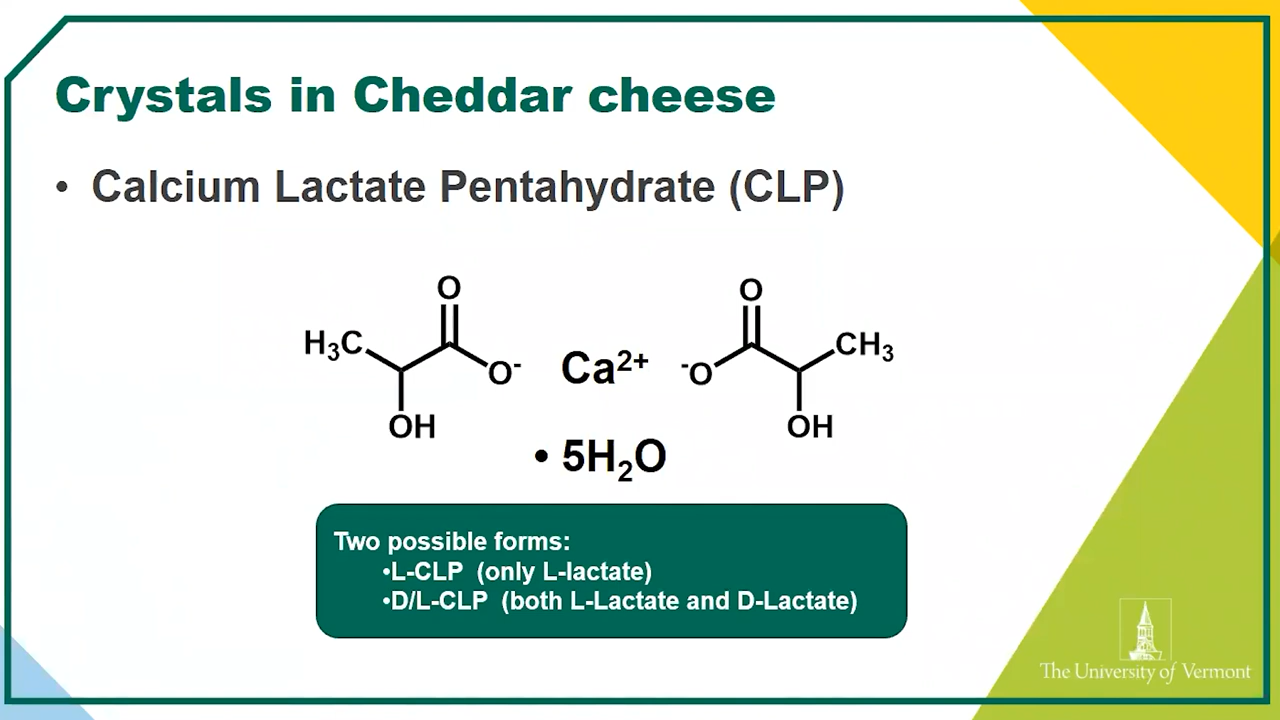 Crystals in Cheddar cheese
• Calcium Lactate Pentahydrate (CLP)
O
H₃C
O⁻
OH
Ca²⁺
O
⁻O
CH₃
OH
• 5H₂O
Two possible forms:
•L-CLP (only L-lactate)
•D/L-CLP (both L-Lactate and D-Lactate)
The University of Vermont